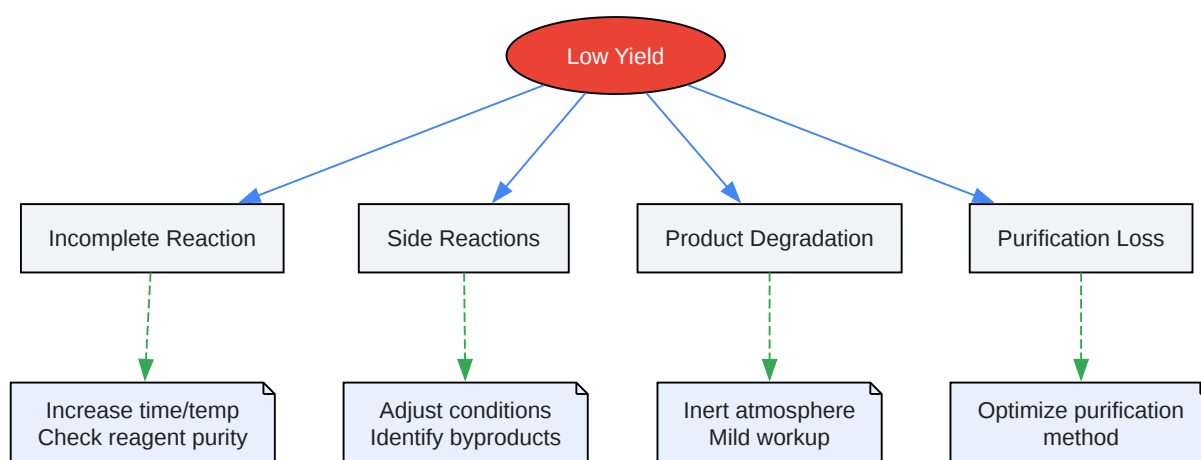 Low Yield
Incomplete Reaction
Side Reactions
Product Degradation
Purification Loss
Increase time/temp
Check reagent purity
Adjust conditions
Identify byproducts
Inert atmosphere
Mild workup
Optimize purification
method